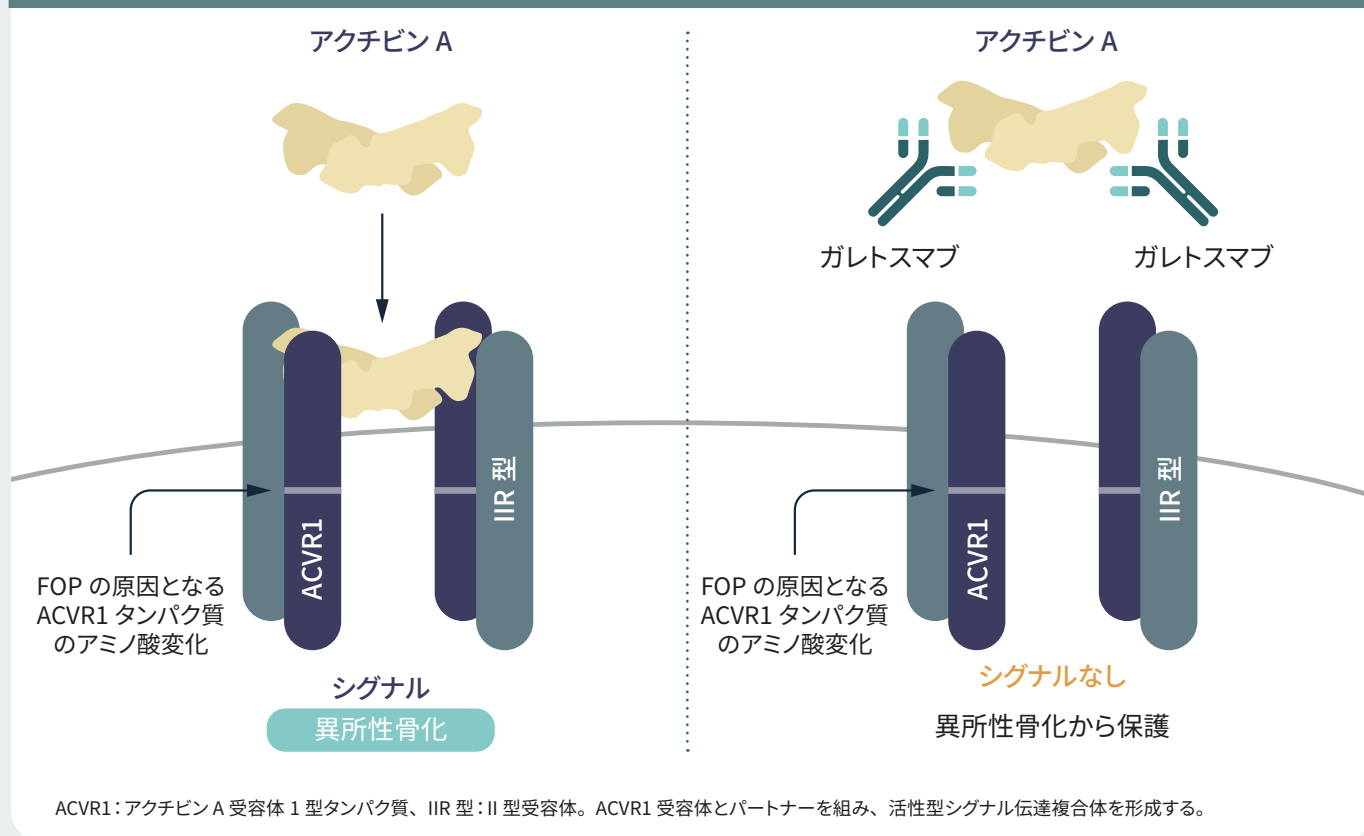 アクチビン A
FOP の原因となる
ACVR1 タンパク質
のアミノ酸変化
ACVR1
IIR 型
シグナル
異所性骨化
アクチビン A
ガレトスマブ
ガレトスマブ
FOP の原因となる
ACVR1 タンパク質
のアミノ酸変化
ACVR1
IIR 型
シグナルなし
異所性骨化から保護
ACVR1：アクチビン A 受容体 1 型タンパク質、IIR 型：II 型受容体。ACVR1 受容体とパートナーを組み、活性型シグナル伝達複合体を形成する。